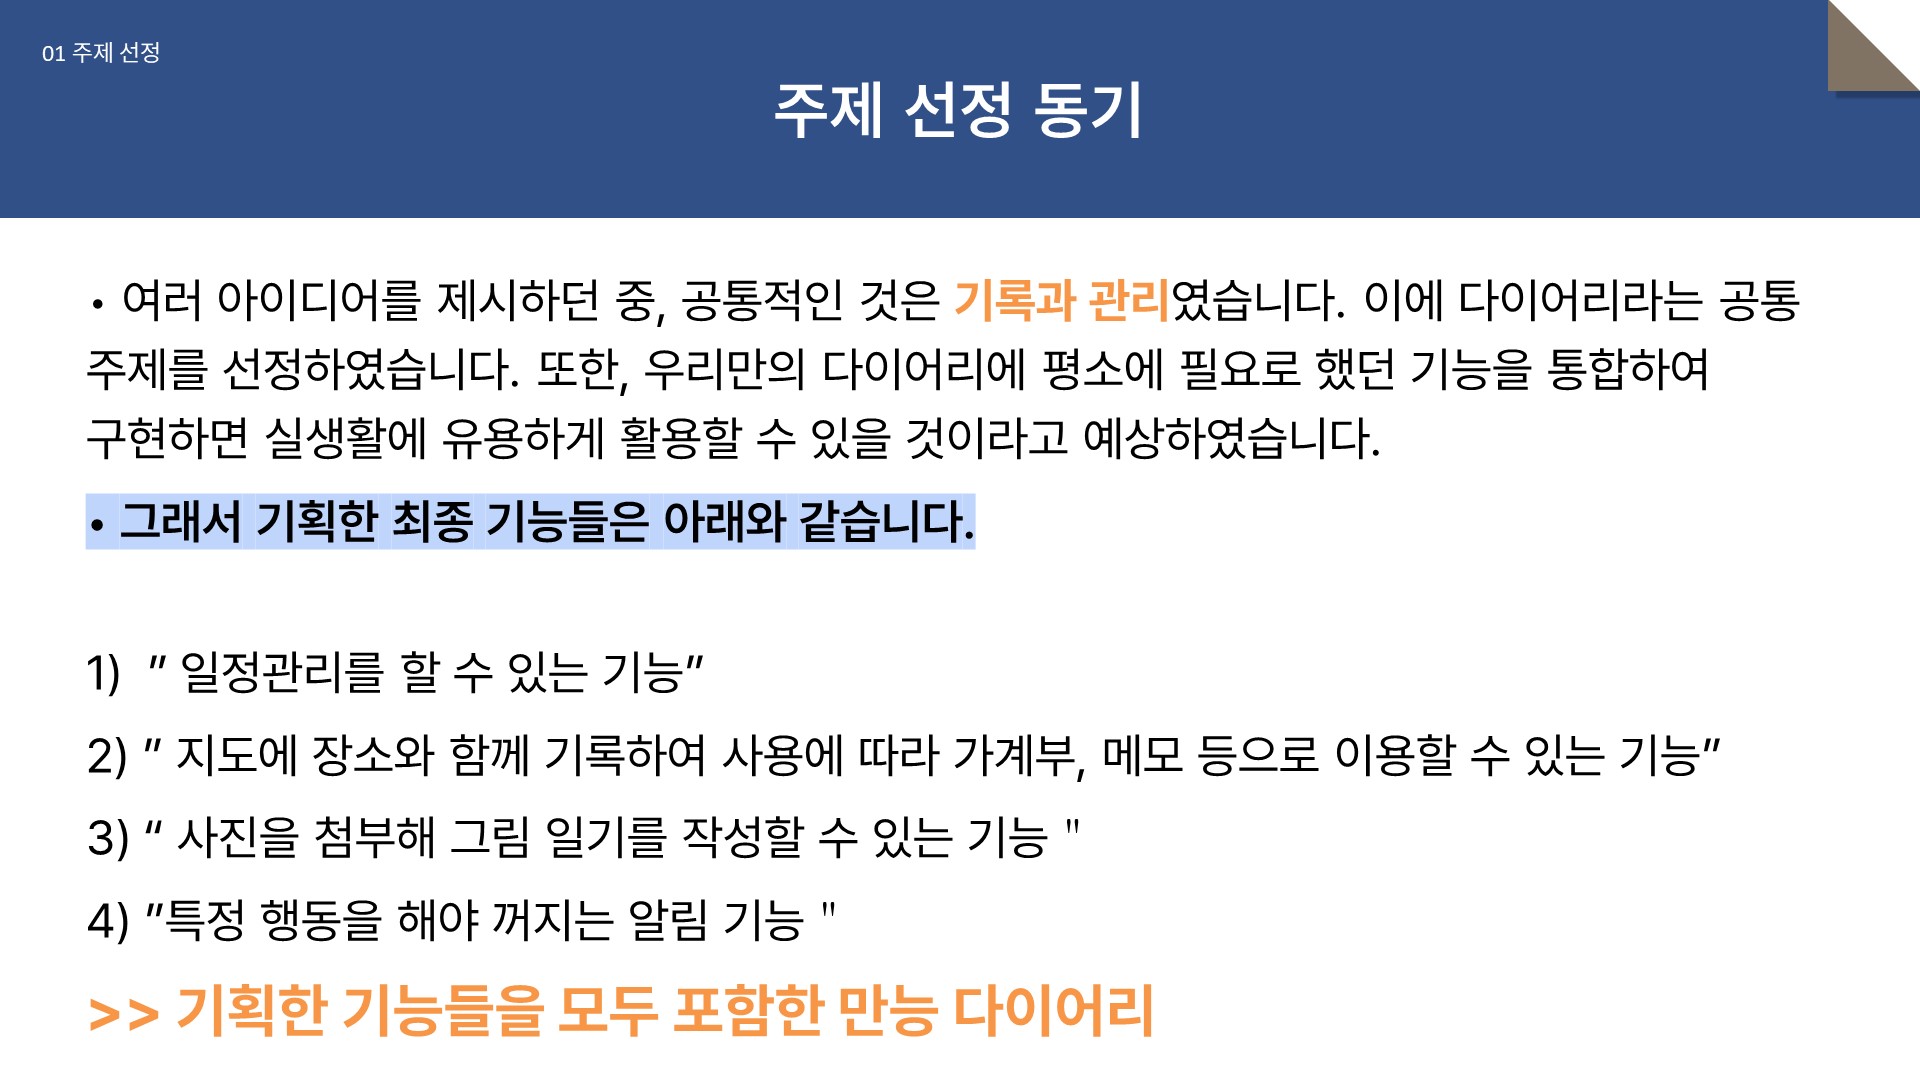 01 주제 선정
주제 선정 동기
• 여러 아이디어를 제시하던 중, 공통적인 것은 기록과 관리였습니다. 이에 다이어리라는 공통
주제를 선정하였습니다. 또한, 우리만의 다이어리에 평소에 필요로 했던 기능을 통합하여
구현하면 실생활에 유용하게 활용할 수 있을 것이라고 예상하였습니다.
• 그래서 기획한 최종 기능들은 아래와 같습니다.
1) ” 일정관리를 할 수 있는 기능”
2) ” 지도에 장소와 함께 기록하여 사용에 따라 가계부, 메모 등으로 이용할 수 있는 기능”
3) “ 사진을 첨부해 그림 일기를 작성할 수 있는 기능 "
4) ”특정 행동을 해야 꺼지는 알림 기능 "
>> 기획한 기능들을 모두 포함한 만능 다이어리